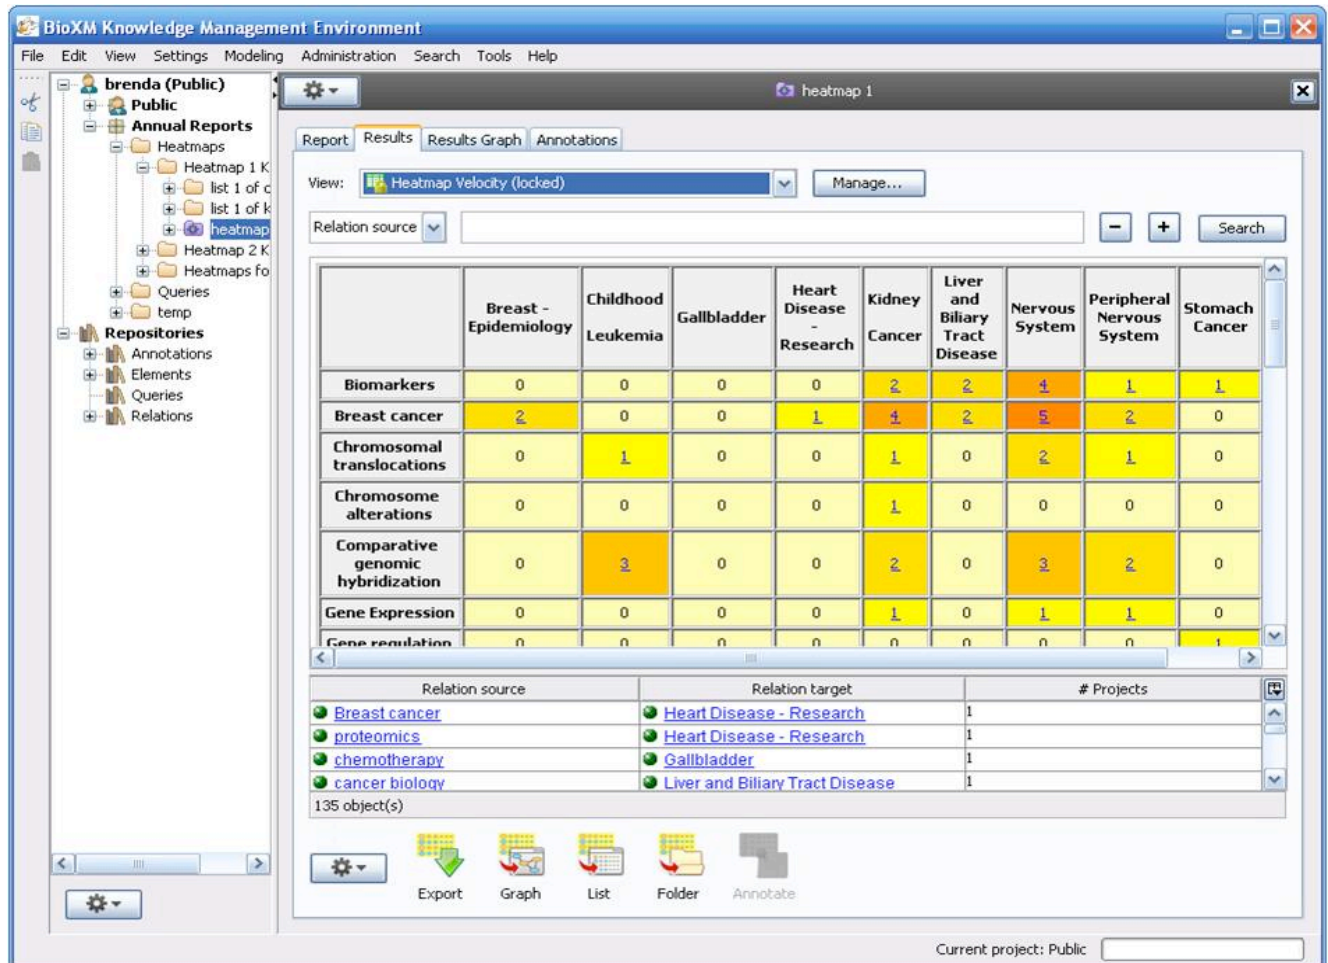 BioXM Knowledge Management Environment
File Edit View Settings Modeling Administration Search Tools Help
brenda (Public)
Public
Annual Reports
Heatmaps
Heatmap 1 K
list 1 of c
list 1 of k
heatmap
Heatmap 2 K
Heatmaps fo
Queries
temp
Repositories
Annotations
Elements
Queries
Relations
heatmap 1
Report Results Results Graph Annotations
View: Heatmap Velocity (locked) Manage...
Relation source - + Search
Breast - Epidemiology Childhood Leukemia Gallbladder Heart Disease - Research Kidney Cancer Liver and Biliary Tract Disease Nervous System Peripheral Nervous System Stomach Cancer
Biomarkers 0 0 0 0 2 2 4 1 1
Breast cancer 2 0 0 1 4 2 5 2 0
Chromosomal translocations 0 1 0 0 1 0 2 1 0
Chromosome alterations 0 0 0 0 1 0 0 0 0
Comparative genomic hybridization 0 3 0 0 2 0 3 2 0
Gene Expression 0 0 0 0 1 0 1 1 0
Gene regulation 0 0 0 0 0 0 0 0 1
Relation source Relation target # Projects
Breast cancer Heart Disease - Research 1
proteomics Heart Disease - Research 1
chemotherapy Gallbladder 1
cancer biology Liver and Biliary Tract Disease 1
135 object(s)
Export Graph List Folder Annotate
Current project: Public